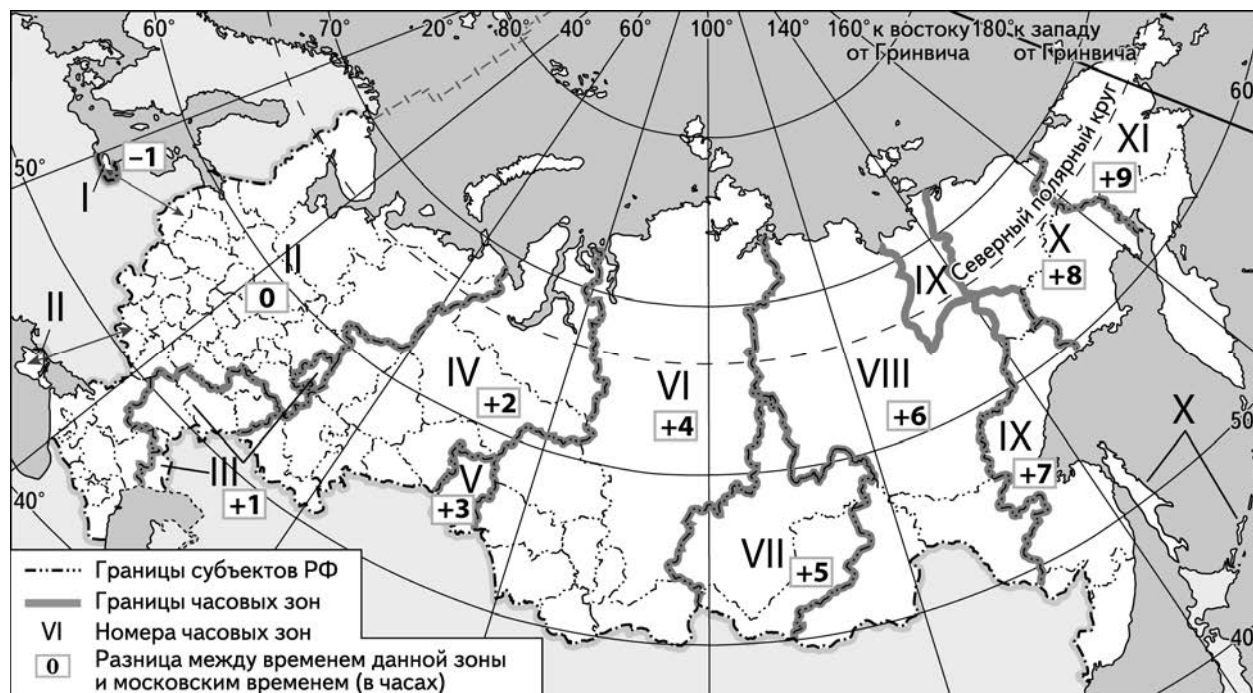 60° 70° 20° 80° 40° 60° 100° 140° 160° к востоку 180° к западу
от Гринвича от Гринвича
60°
Северный полярный круг
50°
–1
I
XI
+9
II
0
X
+8
IX
II
IV
+2
VI
+4
VIII
+6
X
50°
IX
+7
III
+1
V
+3
40°
VII
+5
40°
Границы субъектов РФ
Границы часовых зон
VI Номера часовых зон
0 Разница между временем данной зоны
и московским временем (в часах)